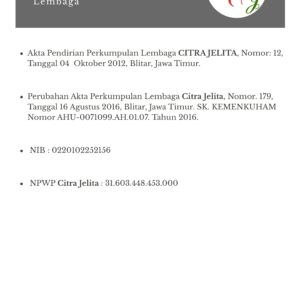 Lembaga
Akta Pendirian Perkumpulan Lembaga CITRA JELITA, Nomor: 12,
Tanggal 04 Oktober 2012, Blitar, Jawa Timur.
Perubahan Akta Perkumpulan Lembaga Citra Jelita, Nomor. 179,
Tanggal 16 Agustus 2016, Blitar, Jawa Timur. SK. KEMENKUHAM
Nomor AHU-0071099.AH.01.07. Tahun 2016.
NIB : 0220102252156
NPWP Citra Jelita : 31.603.448.453.000